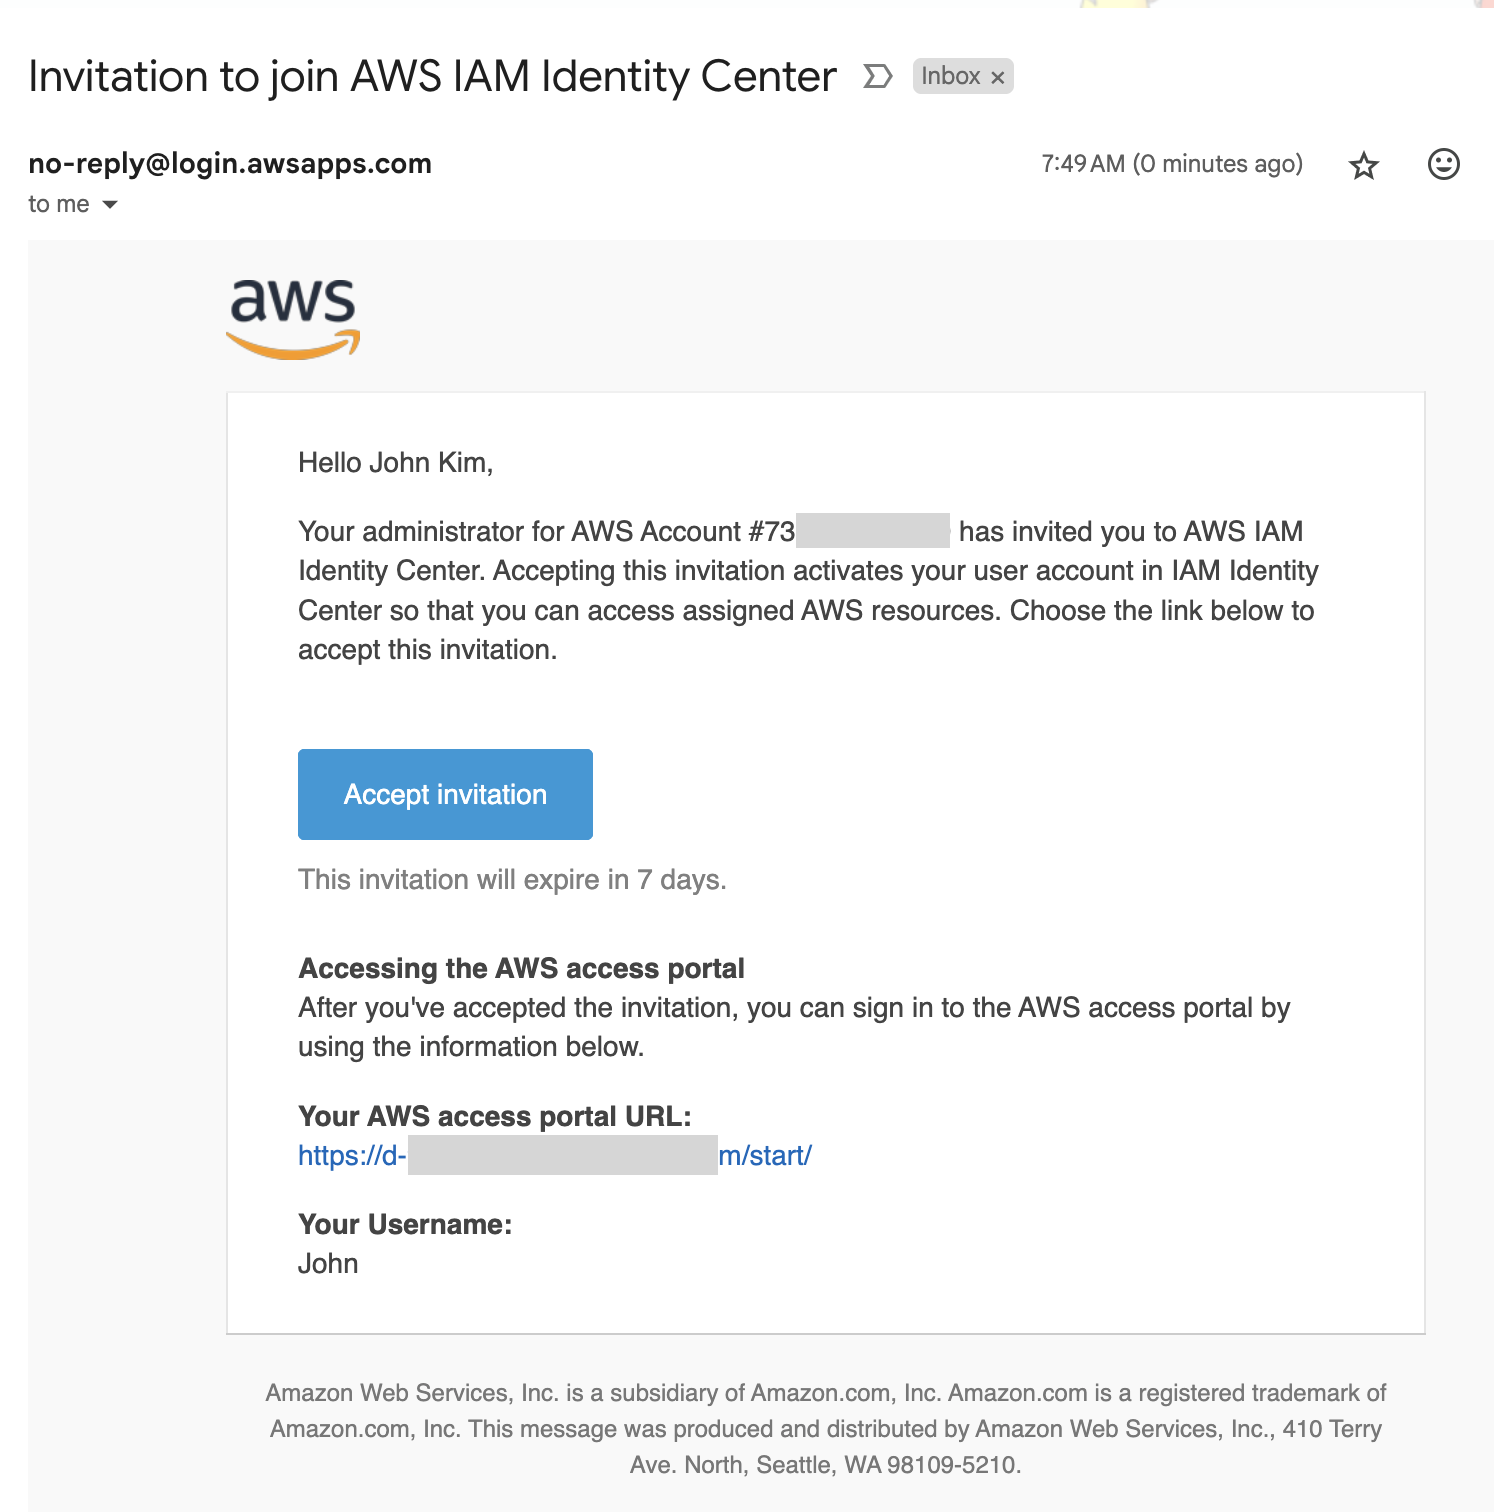 Invitation to join AWS IAM Identity Center Inbox ×
no-reply@login.awsapps.com 7:49 AM (0 minutes ago)
to me
aws
Hello John Kim,
Your administrator for AWS Account #73 has invited you to AWS IAM
Identity Center. Accepting this invitation activates your user account in IAM Identity
Center so that you can access assigned AWS resources. Choose the link below to
accept this invitation.
Accept invitation
This invitation will expire in 7 days.
Accessing the AWS access portal
After you've accepted the invitation, you can sign in to the AWS access portal by
using the information below.
Your AWS access portal URL:
https://d- m/start/
Your Username:
John
Amazon Web Services, Inc. is a subsidiary of Amazon.com, Inc. Amazon.com is a registered trademark of
Amazon.com, Inc. This message was produced and distributed by Amazon Web Services, Inc., 410 Terry
Ave. North, Seattle, WA 98109-5210.